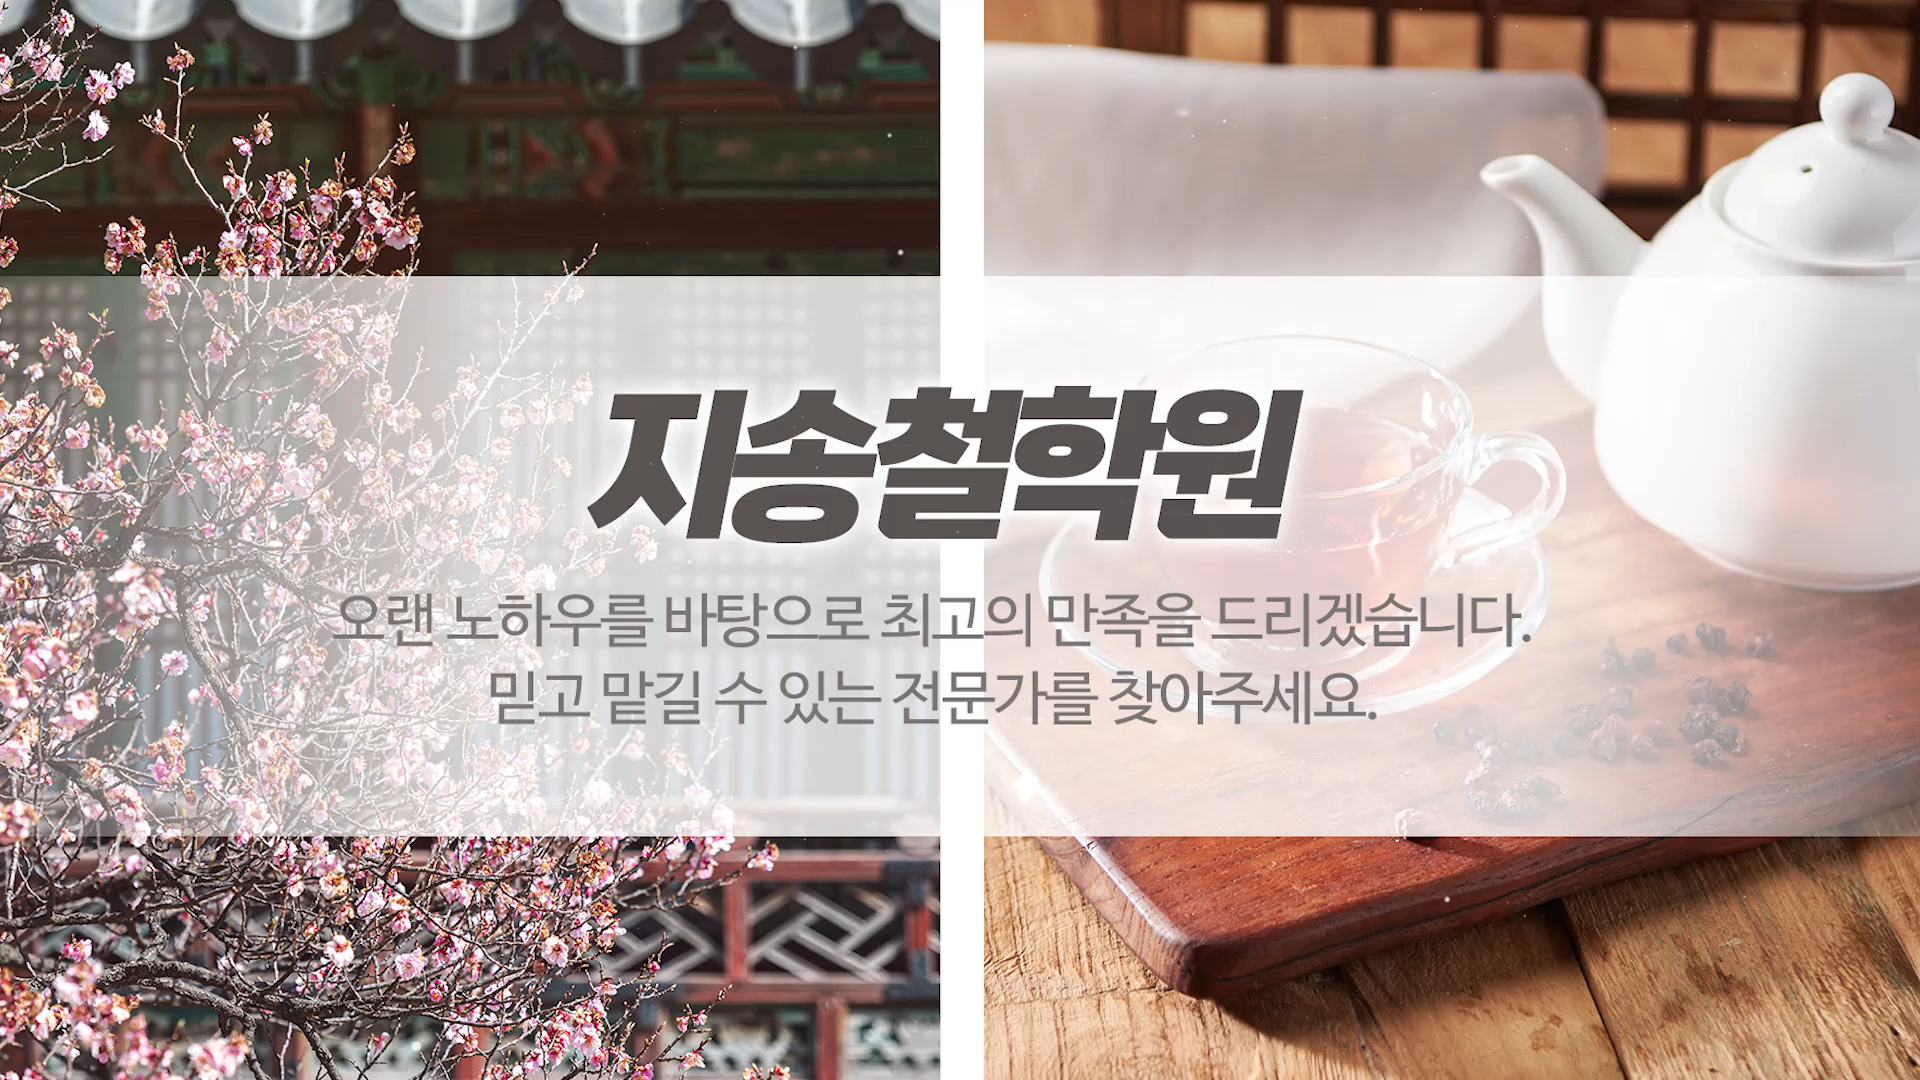 지송철학원
오랜 노하우를 바탕으로 최고의 만족을 드리겠습니다.
믿고 맡길 수 있는 전문가를 찾아주세요.